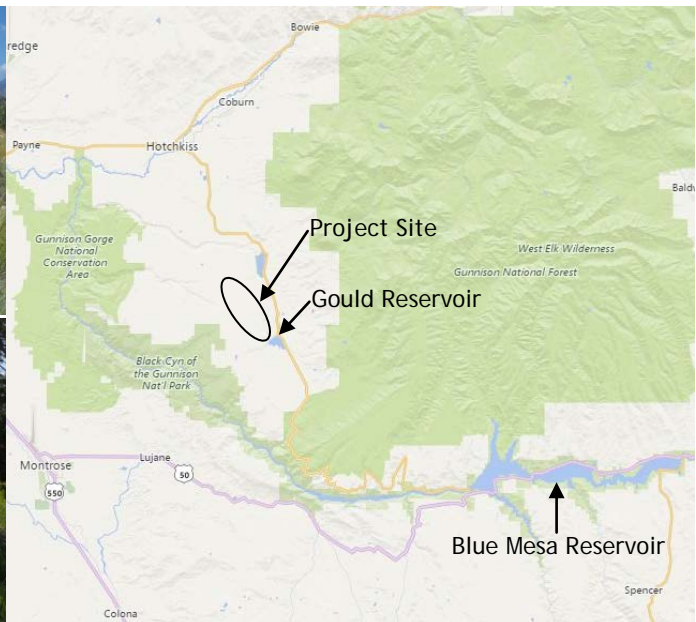 Bowie
redge
Coburn
Payne
Hotchkiss
Baldw
Project Site
Gunnison Gorge
National
Conservation
Area
West Elk Wilderness
Gunnison National Forest
Gould Reservoir
Black Cyn of
the Gunnison
Nat'l Park
Lujane
Montrose
50
550
Blue Mesa Reservoir
Spencer
Colona